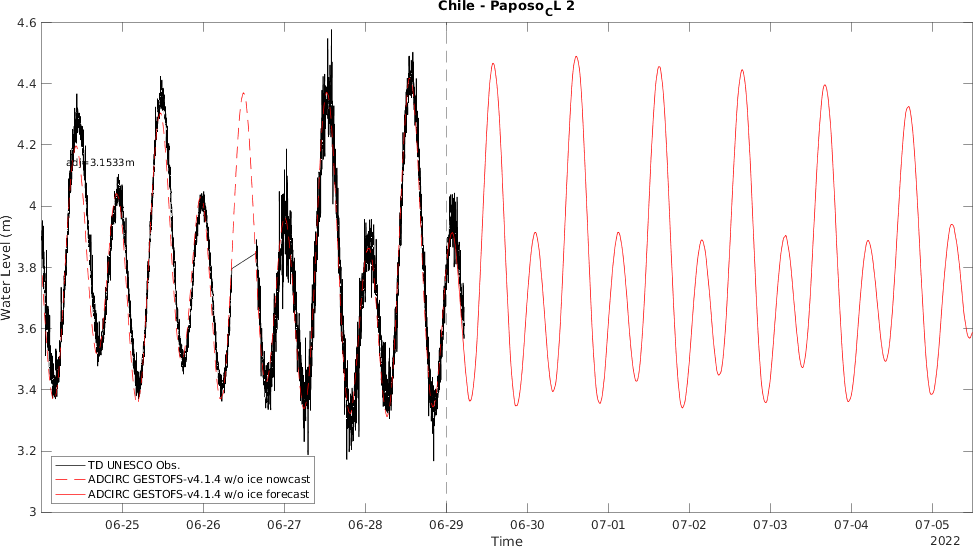 Chile - Paposo_CL 2
4.6
4.4
4.2
4
3.8
3.6
3.4
3.2
3
Water Level (m)
adj=3.1533m
TD UNESCO Obs.
ADCIRC GESTOFS-v4.1.4 w/o ice nowcast
ADCIRC GESTOFS-v4.1.4 w/o ice forecast
06-25 06-26 06-27 06-28 06-29 06-30 07-01 07-02 07-03 07-04 07-05
Time
2022